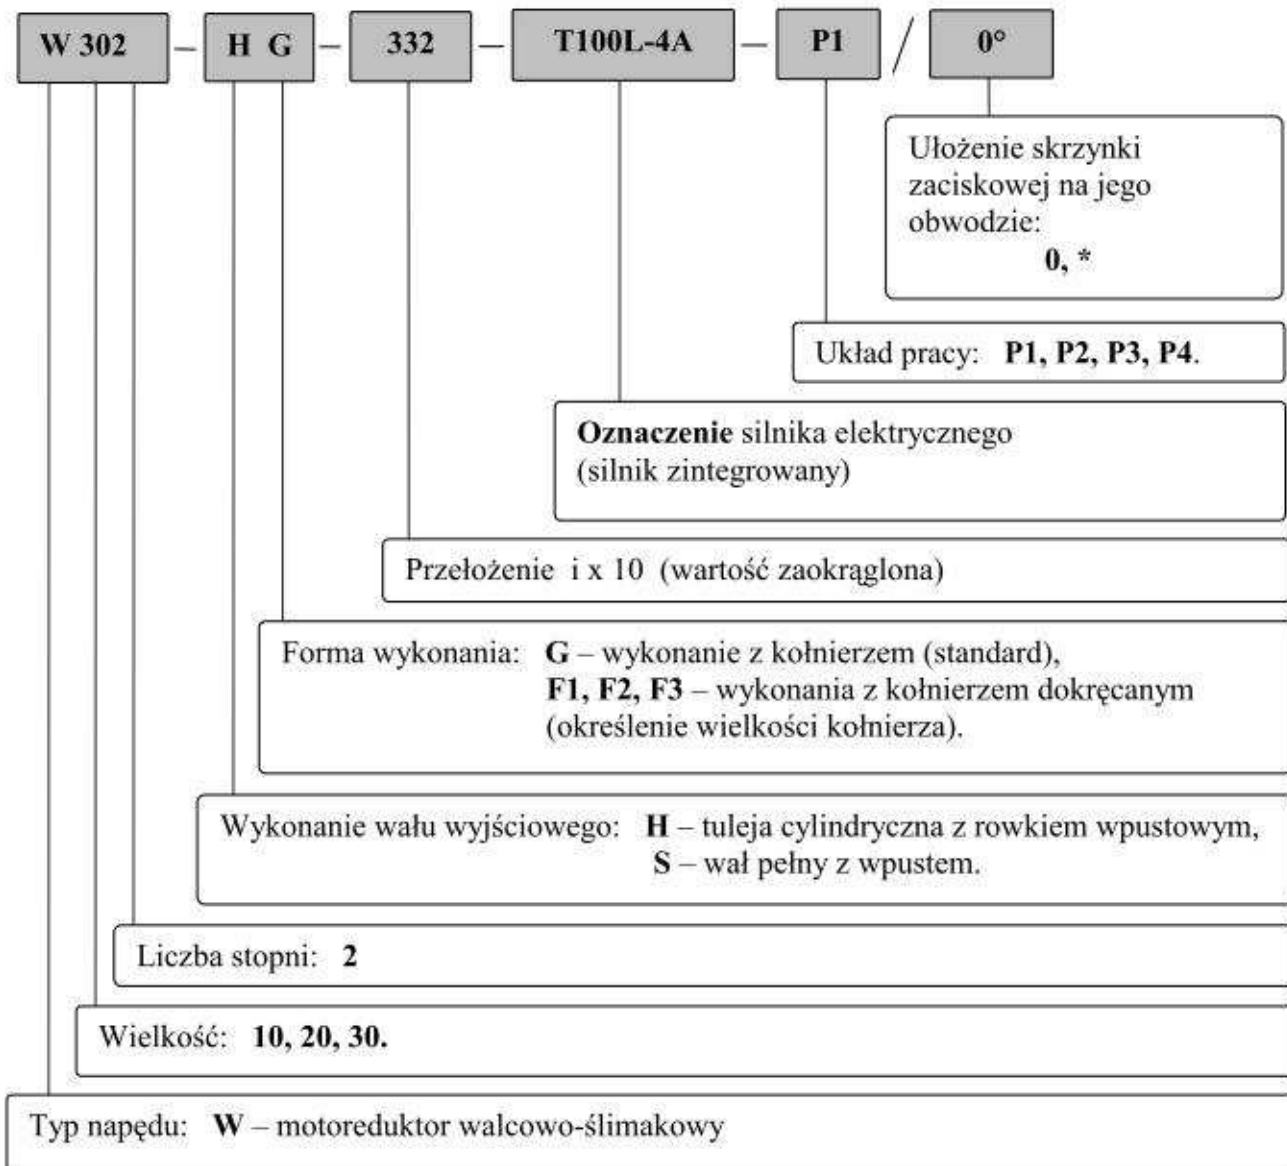 W 302 – H G – 332 – T100L-4A – P1 / 0°
Ułożenie skrzynki
zaciskowej na jego
obwodzie:
0, *
Układ pracy: P1, P2, P3, P4.
Oznaczenie silnika elektrycznego
(silnik zintegrowany)
Przełożenie i x 10 (wartość zaokrąglona)
Forma wykonania: G – wykonanie z kołnierzem (standard),
F1, F2, F3 – wykonania z kołnierzem dokręcanym
(określenie wielkości kołnierza).
Wykonanie wału wyjściowego: H – tuleja cylindryczna z rowkiem wpustowym,
S – wał pełny z wpustem.
Liczba stopni: 2
Wielkość: 10, 20, 30.
Typ napędu: W – motoreduktor walcowo-ślimakowy